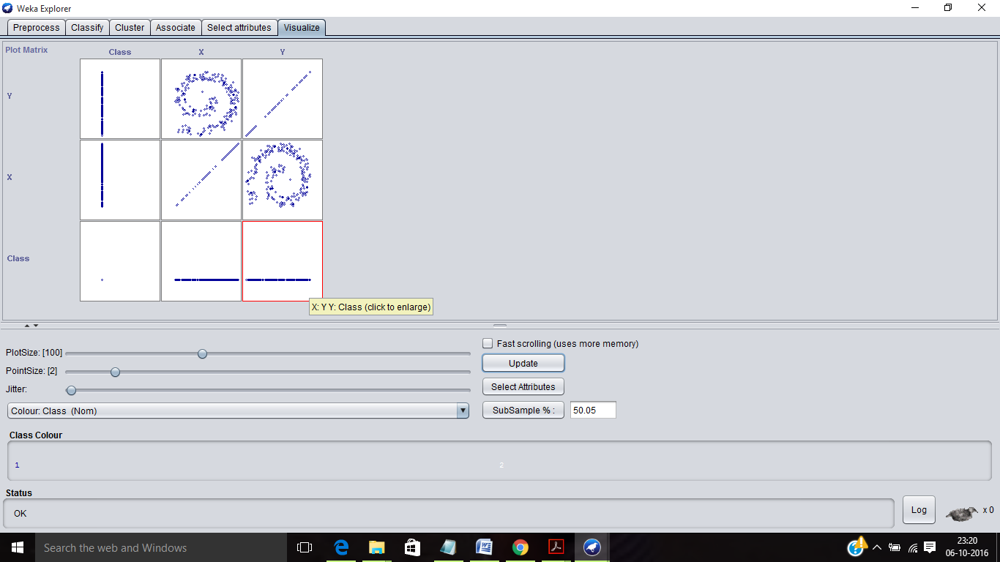 Weka Explorer
Preprocess Classify Cluster Associate Select attributes Visualize
Plot Matrix Class X Y
Y
X
Class
X: Y Y: Class (click to enlarge)
PlotSize: [100]
PointSize: [2]
Jitter:
Fast scrolling (uses more memory)
Update
Select Attributes
Colour: Class (Nom)
SubSample % : 50.05
Class Colour
1 2
Status
OK
Log x 0
Search the web and Windows
23:20
06-10-2016